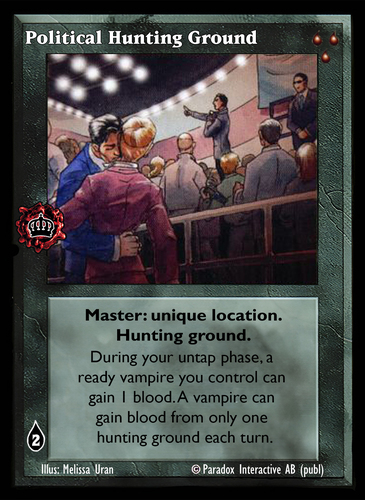 Political Hunting Ground
Master: unique location.
Hunting ground.
During your untap phase, a
ready vampire you control can
gain 1 blood. A vampire can
gain blood from only one
hunting ground each turn.
2
Illus: Melissa Uran
© Paradox Interactive AB (publ)